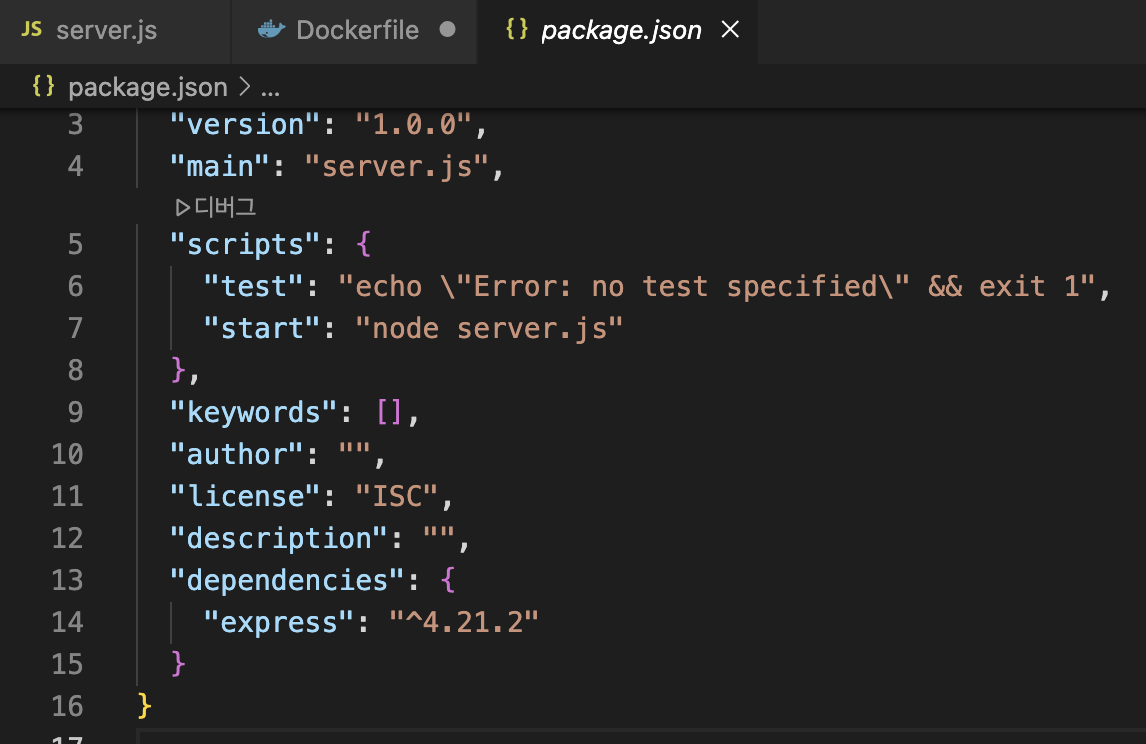 JS server.js Dockerfile {} package.json
{} package.json > ...
3 "version": "1.0.0",
4 "main": "server.js",
디버그
5 "scripts": {
6 "test": "echo \"Error: no test specified\" && exit 1",
7 "start": "node server.js"
8 },
9 "keywords": [],
10 "author": "",
11 "license": "ISC",
12 "description": "",
13 "dependencies": {
14 "express": "^4.21.2"
15 }
16 }
17